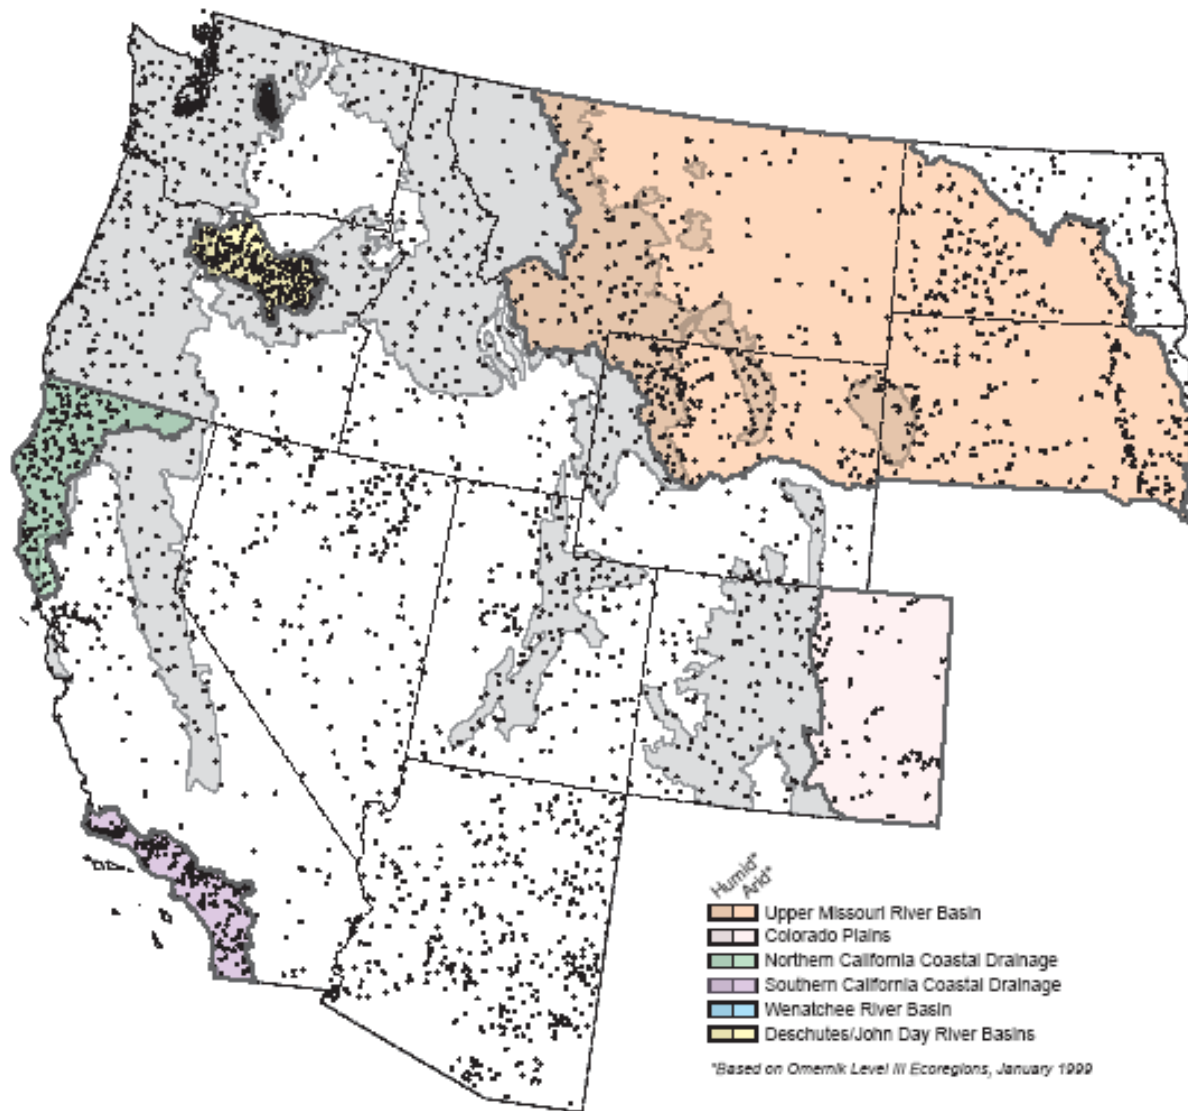 Humid*
Arid*
Upper Missouri River Basin
Colorado Plains
Northern California Coastal Drainage
Southern California Coastal Drainage
Wenatchee River Basin
Deschutes/John Day River Basins
*Based on Omernik Level III Ecoregions, January 1999